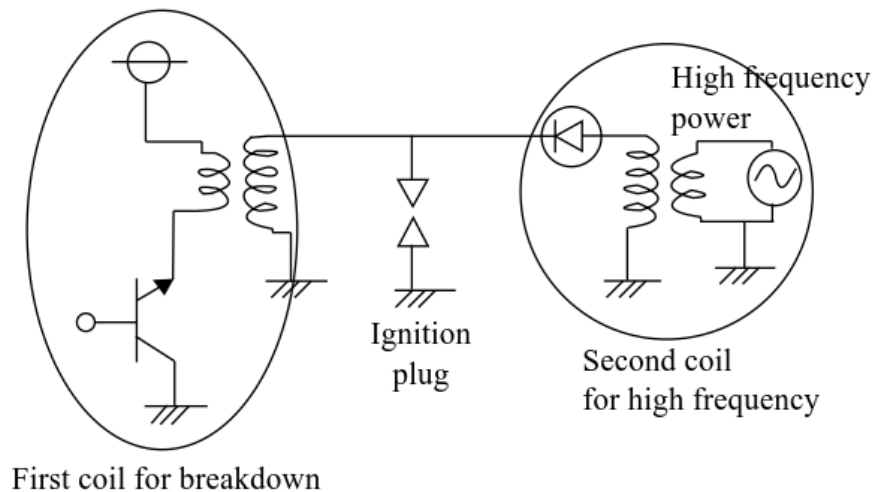 High frequency
power
Ignition
plug
Second coil
for high frequency
First coil for breakdown